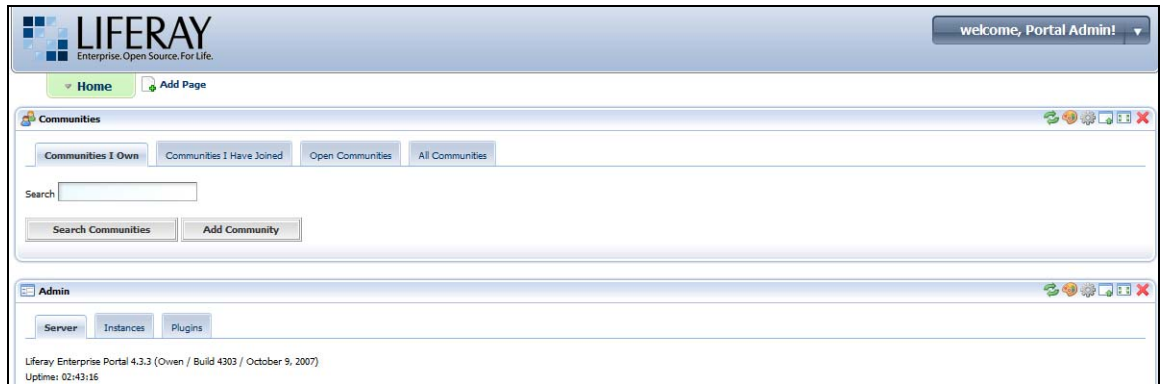 LIFERAY
Enterprise.Open Source.For Life.
welcome, Portal Admin!
Home Add Page
Communities
Communities I Own Communities I Have Joined Open Communities All Communities
Search
Search Communities Add Community
Admin
Server Instances Plugins
Liferay Enterprise Portal 4.3.3 (Owen / Build 4303 / October 9, 2007)
Uptime: 02:43:16